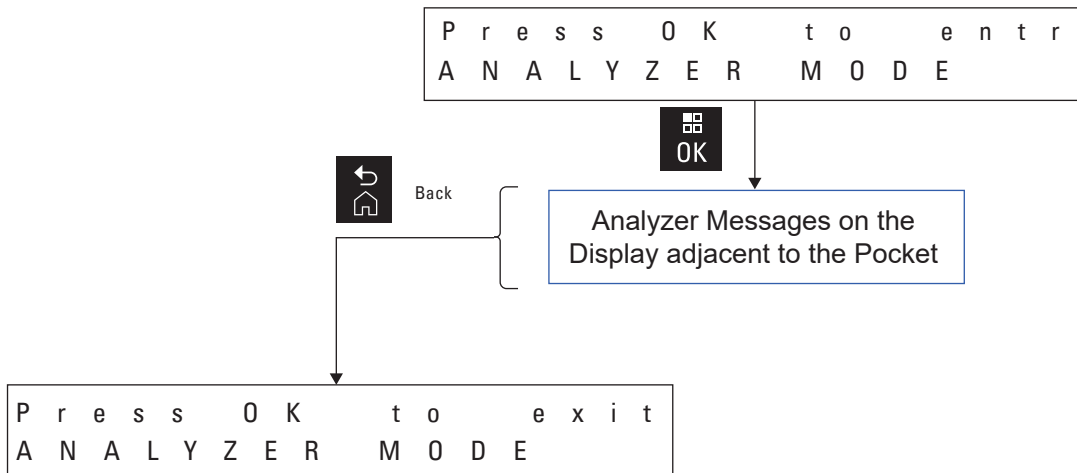 Press OK to entr
ANALYZER MODE
OK
Back
Analyzer Messages on the
Display adjacent to the Pocket
Press OK to exit
ANALYZER MODE